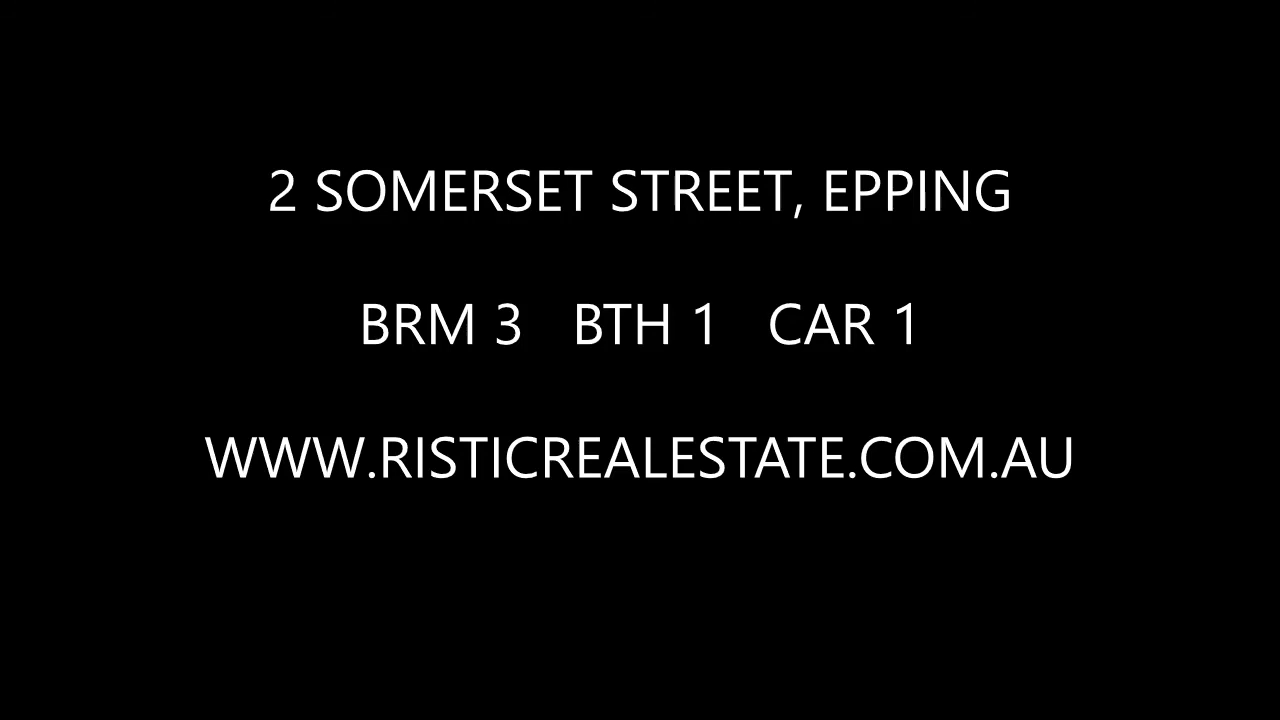 2 SOMERSET STREET, EPPING
BRM 3 BTH 1 CAR 1
WWW.RISTICREALESTATE.COM.AU